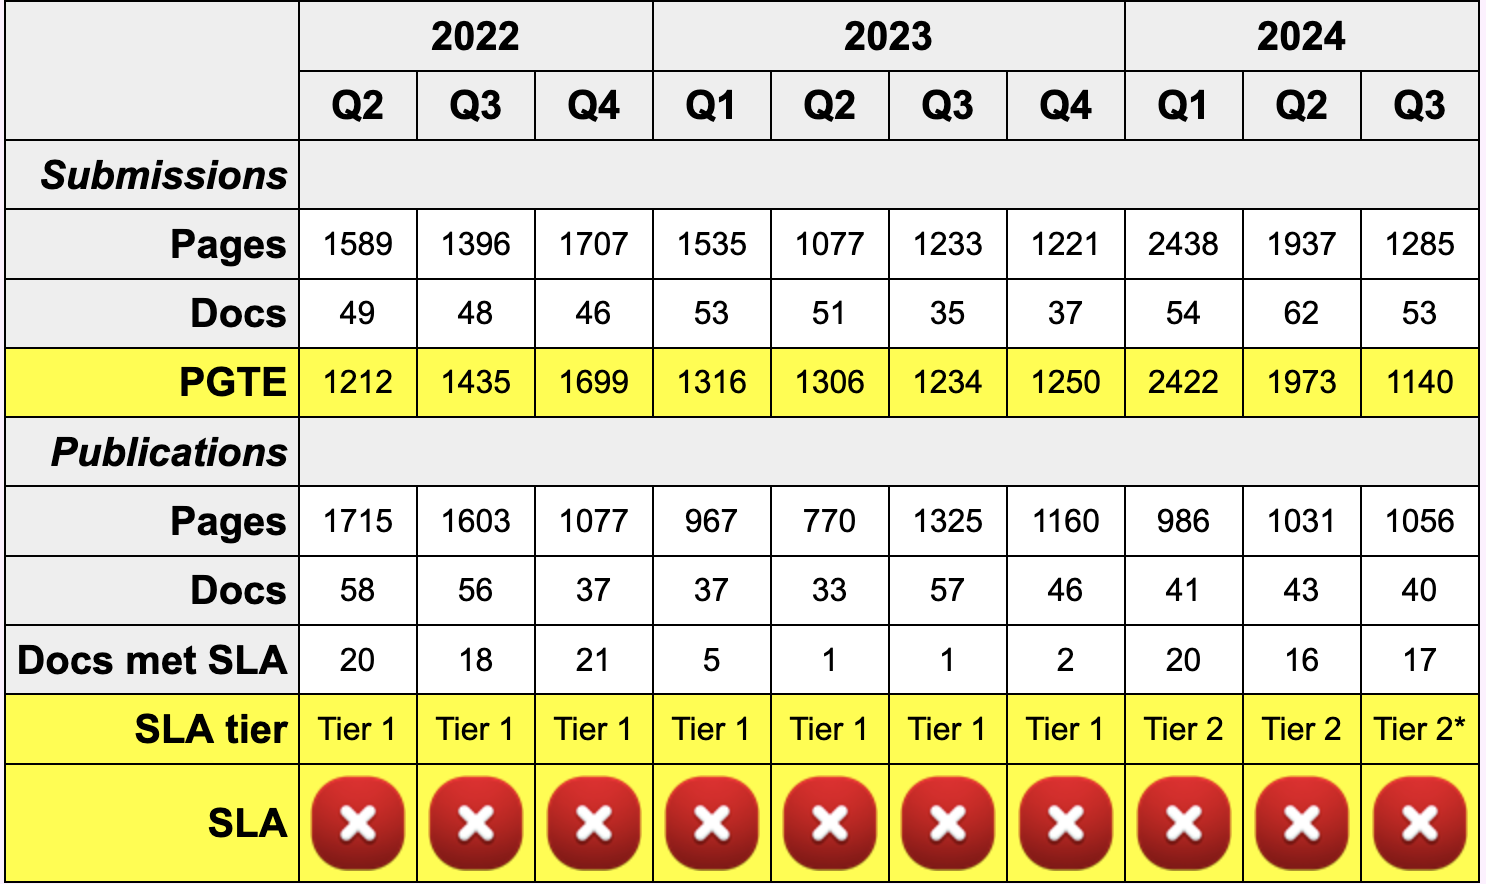 2022 2023 2024
Q2 Q3 Q4 Q1 Q2 Q3 Q4 Q1 Q2 Q3
Submissions
Pages 1589 1396 1707 1535 1077 1233 1221 2438 1937 1285
Docs 49 48 46 53 51 35 37 54 62 53
PGTE 1212 1435 1699 1316 1306 1234 1250 2422 1973 1140
Publications
Pages 1715 1603 1077 967 770 1325 1160 986 1031 1056
Docs 58 56 37 37 33 57 46 41 43 40
Docs met SLA 20 18 21 5 1 1 2 20 16 17
SLA tier Tier 1 Tier 1 Tier 1 Tier 1 Tier 1 Tier 1 Tier 1 Tier 2 Tier 2 Tier 2*
SLA